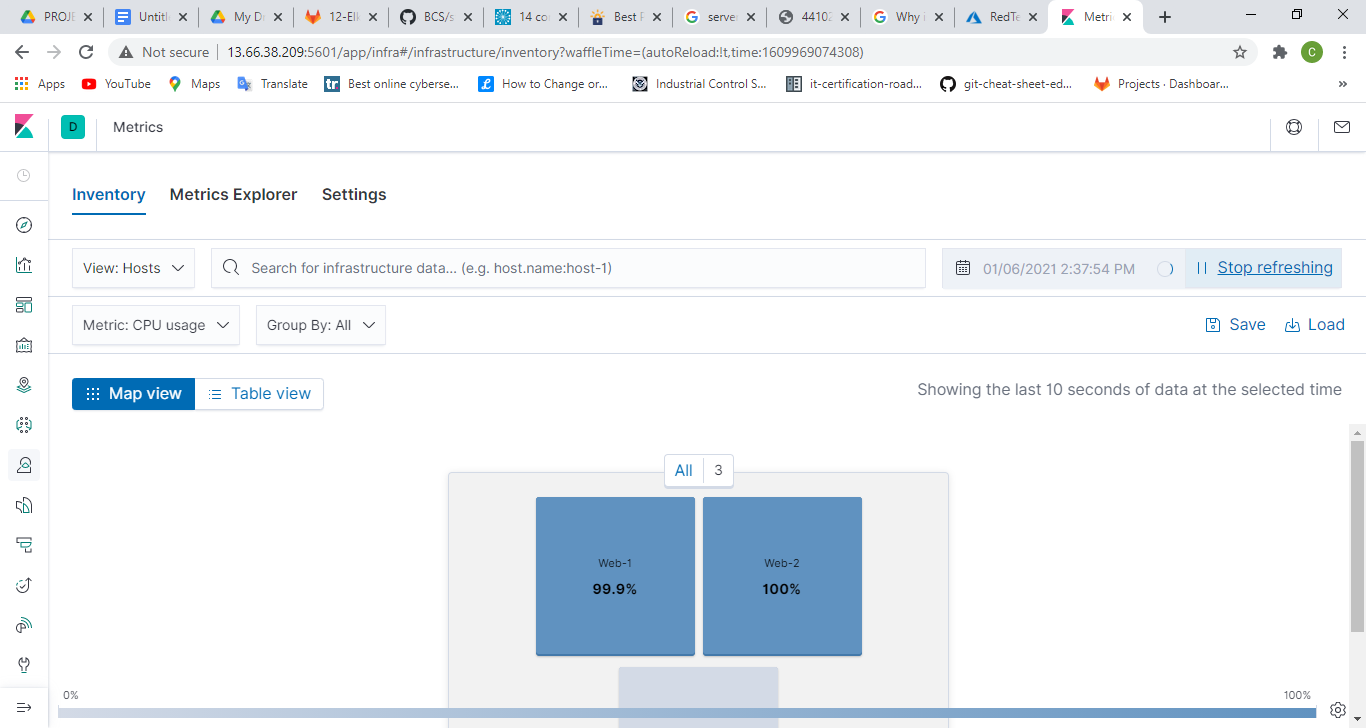 PROJE
Untitl
My Dr
12-Elk
BCS/s
14 co
Best F
server
44102
Why i
RedTe
Metri
Not secure
13.66.38.209:5601/app/infra#/infrastructure/inventory?waffleTime=(autoReload:!t,time:1609969074308)
C
Apps
YouTube
Maps
Translate
tr
Best online cyberse...
How to Change or...
Industrial Control S...
it-certification-road...
git-cheat-sheet-ed...
Projects · Dashboar...
»
D
Metrics
Inventory
Metrics Explorer
Settings
View: Hosts
Search for infrastructure data... (e.g. host.name:host-1)
01/06/2021 2:37:54 PM
Stop refreshing
Metric: CPU usage
Group By: All
Save
Load
Map view
Table view
Showing the last 10 seconds of data at the selected time
All
3
Web-1
99.9%
Web-2
100%
0%
100%